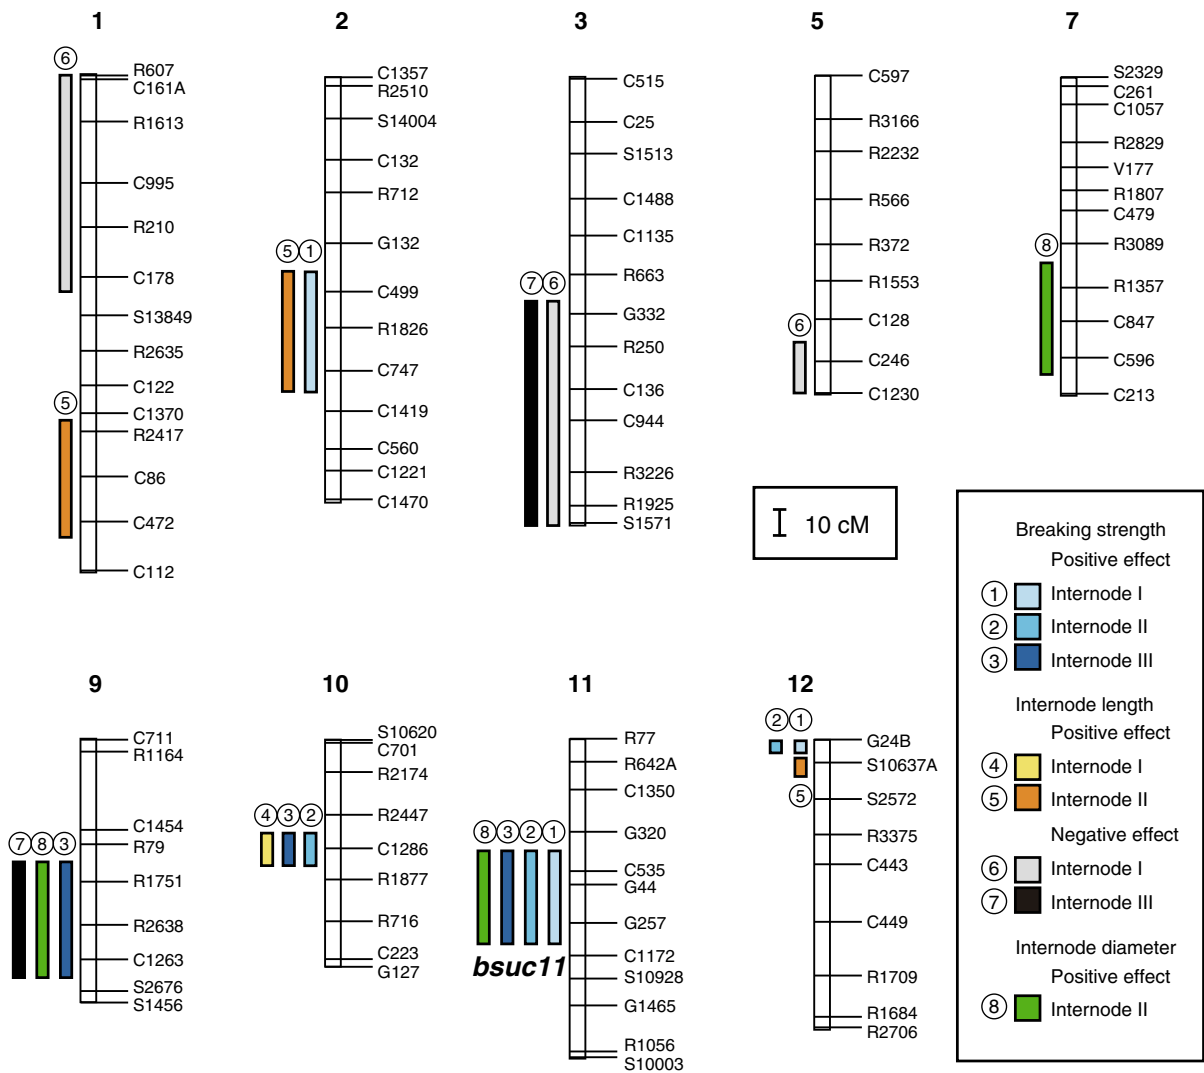 1
6
R607
C161A
R1613
C995
R210
C178
S13849
R2635
C122
5
C1370
R2417
C86
C472
C112
2
C1357
R2510
S14004
C132
R712
G132
5 1
C499
R1826
C747
C1419
C560
C1221
C1470
3
C515
C25
S1513
C1488
C1135
R663
7 6
G332
R250
C136
C944
R3226
R1925
S1571
5
C597
R3166
R2232
R566
R372
R1553
C128
6
C246
C1230
7
S2329
C261
C1057
R2829
V177
R1807
C479
R3089
8
R1357
C847
C596
C213
10 cM
9
C711
R1164
C1454
R79
7 8 3
R1751
R2638
C1263
S2676
S1456
10
S10620
C701
R2174
R2447
4 3 2
C1286
R1877
R716
C223
G127
11
R77
R642A
C1350
G320
8 3 2 1
C535
G44
G257
C1172
bsuc11
S10928
G1465
R1056
S10003
12
2 1
G24B
S10637A
5
S2572
R3375
C443
C449
R1709
R1684
R2706
Breaking strength
Positive effect
1 Internode I
2 Internode II
3 Internode III
Internode length
Positive effect
4 Internode I
5 Internode II
Negative effect
6 Internode I
7 Internode III
Internode diameter
Positive effect
8 Internode II